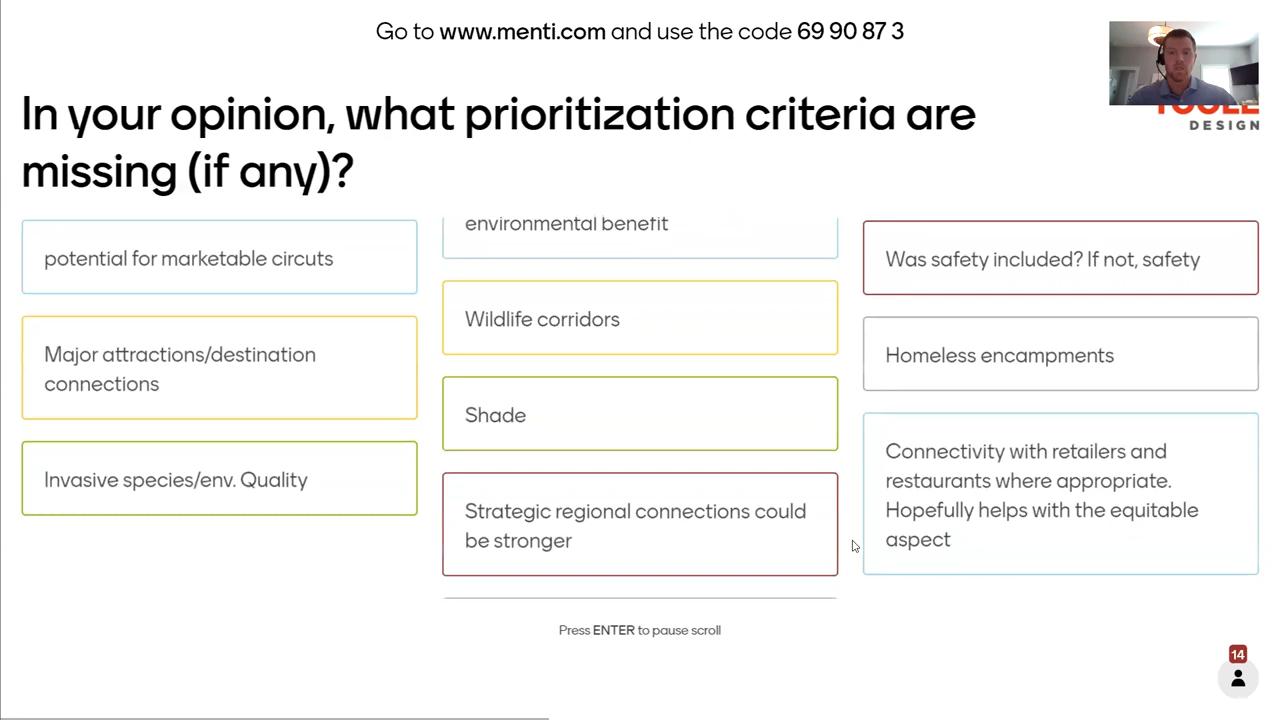 Go to www.menti.com and use the code 69 90 87 3
DESIGN
In your opinion, what prioritization criteria are
missing (if any)?
potential for marketable circuts
Major attractions/destination
connections
Invasive species/env. Quality
environmental benefit
Wildlife corridors
Shade
Strategic regional connections could
be stronger
Was safety included? If not, safety
Homeless encampments
Connectivity with retailers and
restaurants where appropriate.
Hopefully helps with the equitable
aspect
Press ENTER to pause scroll
14